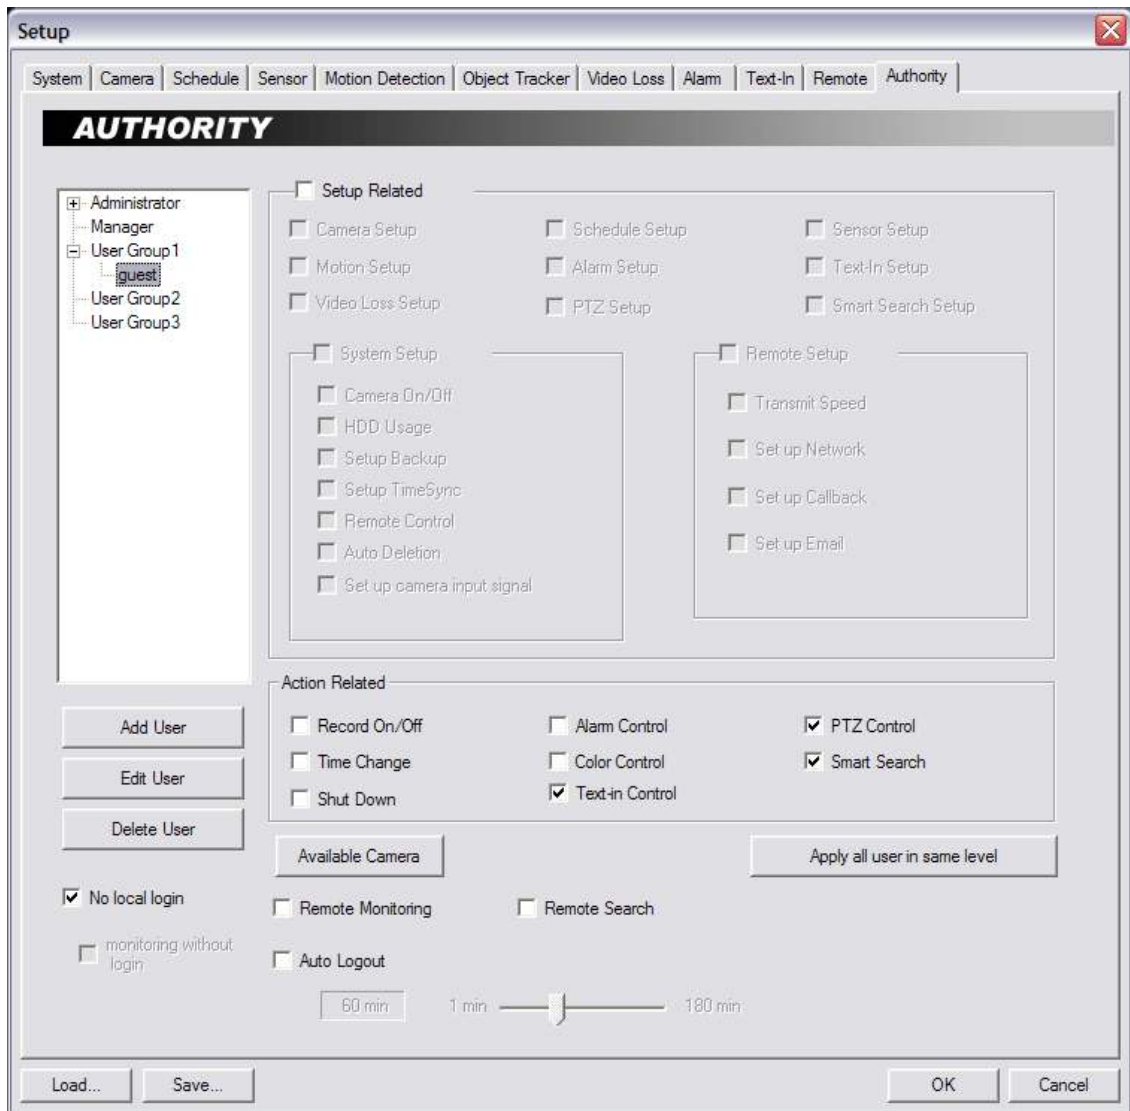 Setup
System Camera Schedule Sensor Motion Detection Object Tracker Video Loss Alarm Text-In Remote Authority
AUTHORITY
Administrator
Manager
User Group1
guest
User Group2
User Group3
Setup Related
Camera Setup Schedule Setup Sensor Setup
Motion Setup Alarm Setup Text-In Setup
Video Loss Setup PTZ Setup Smart Search Setup
System Setup
Camera On/Off
HDD Usage
Setup Backup
Setup TimeSync
Remote Control
Auto Deletion
Set up camera input signal
Remote Setup
Transmit Speed
Set up Network
Set up Callback
Set up Email
Action Related
Record On/Off Alarm Control PTZ Control
Time Change Color Control Smart Search
Shut Down Text-in Control
Add User
Edit User
Delete User
Available Camera Apply all user in same level
No local login
monitoring without
login
Remote Monitoring Remote Search
Auto Logout
60 min 1 min 180 min
Load... Save... OK Cancel